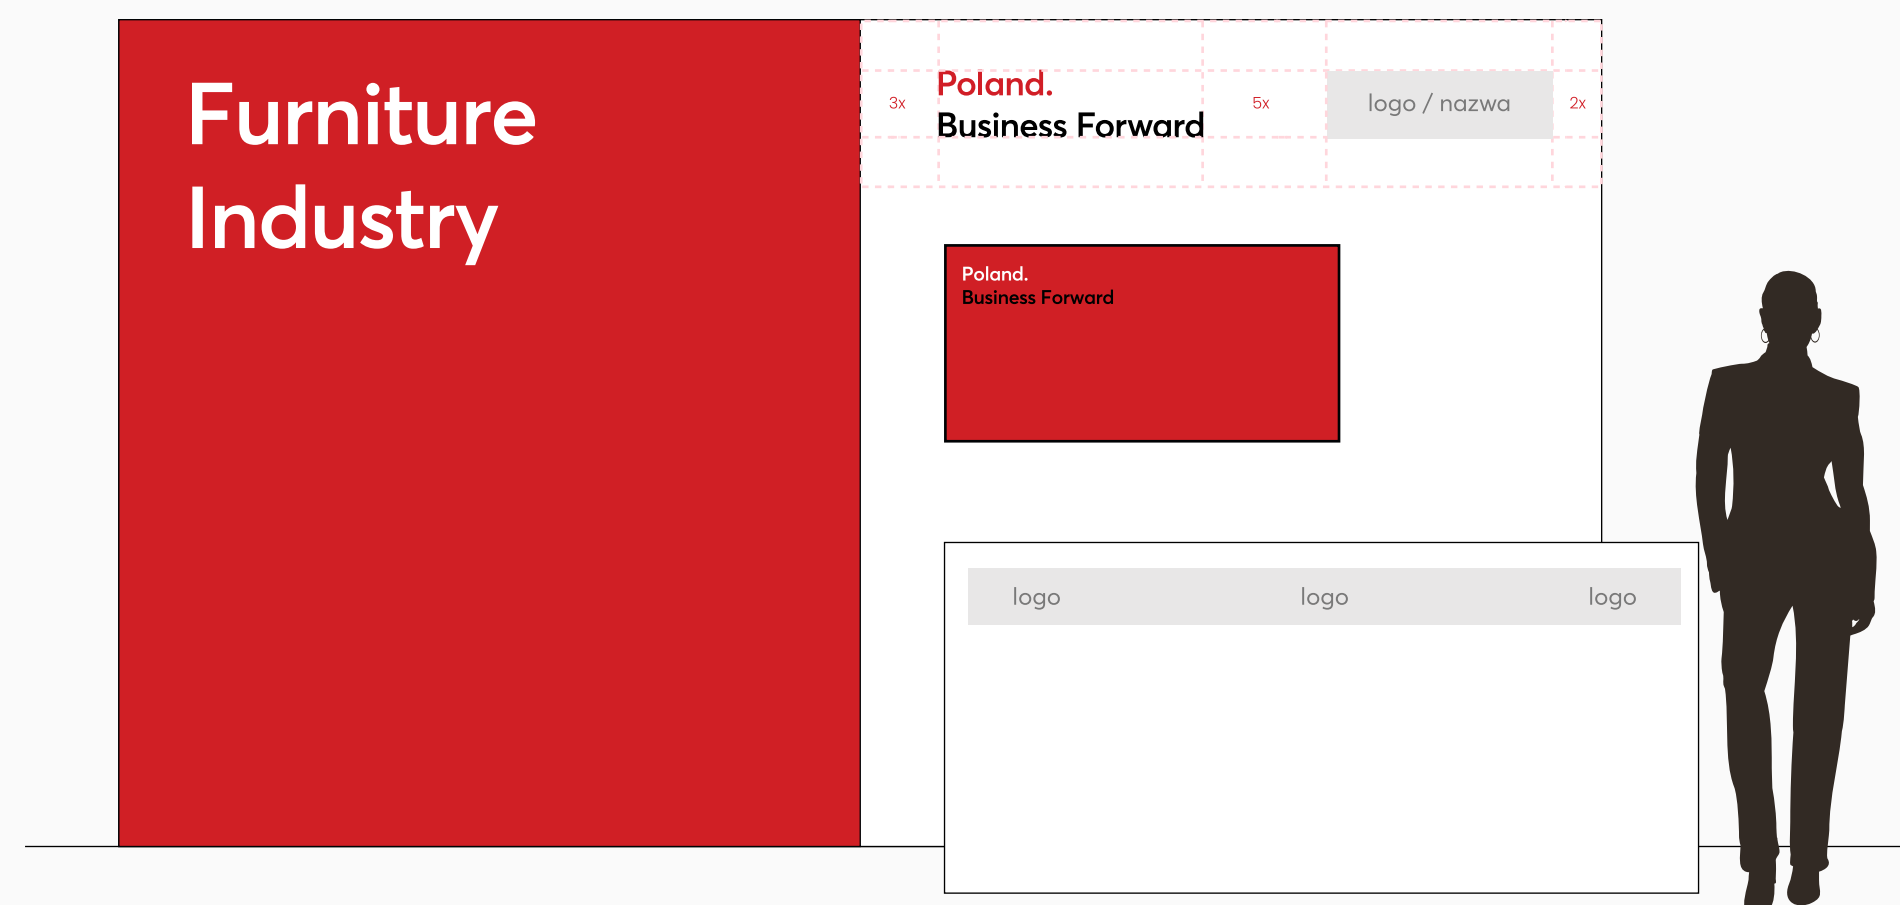 Furniture
Industry
3x
Poland.
Business Forward
5x
logo / nazwa
2x
Poland.
Business Forward
logo
logo
logo